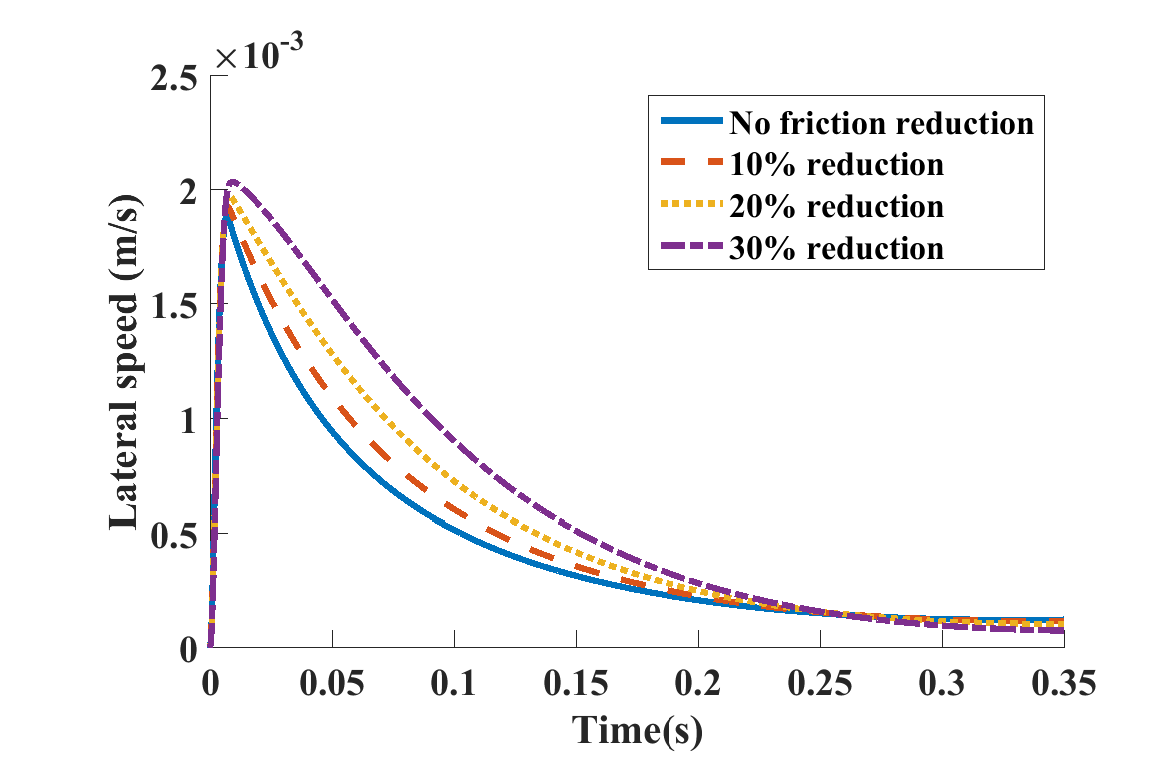 ×10-3
2.5
2
1.5
1
0.5
0
Lateral speed (m/s)
No friction reduction
10% reduction
20% reduction
30% reduction
0 0.05 0.1 0.15 0.2 0.25 0.3 0.35
Time(s)